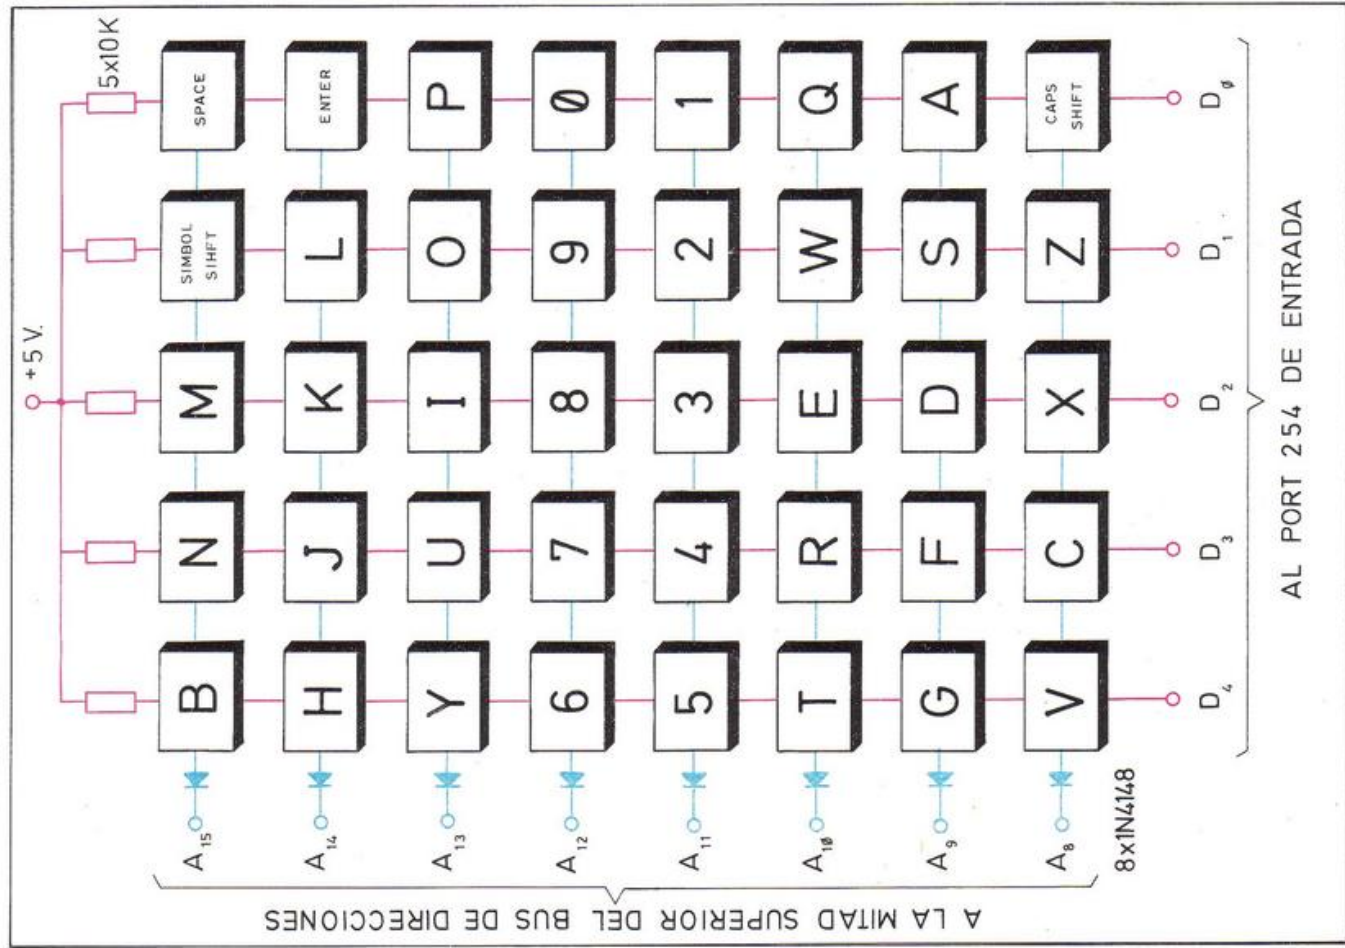 +5 V.
5x10K
B N M SIMBOL SIHFT SPACE
H J K L ENTER
Y U I O P
6 7 8 9 0
5 4 3 2 1
T R E W Q
G F D S A
V C X Z CAPS SHIFT
A15
A14
A13
A12
A11
A10
A9
A8
8x1N4148
D4 D3 D2 D1 D0
A LA MITAD SUPERIOR DEL BUS DE DIRECCIONES
AL PORT 254 DE ENTRADA